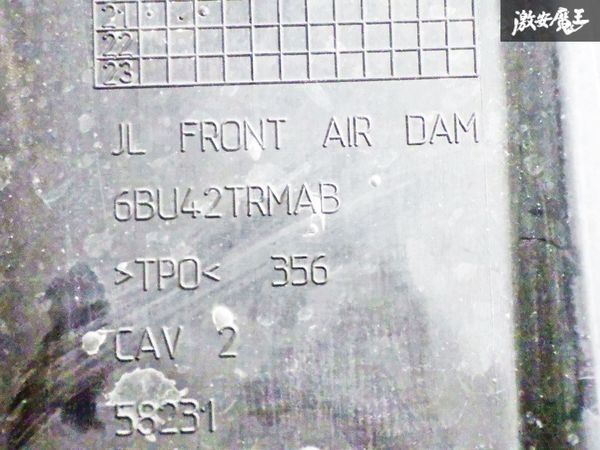 激安魔王
21
22
23
JL FRONT AIR DAM
6BU42TRMAB
>TPO< 356
CAV 2
58231